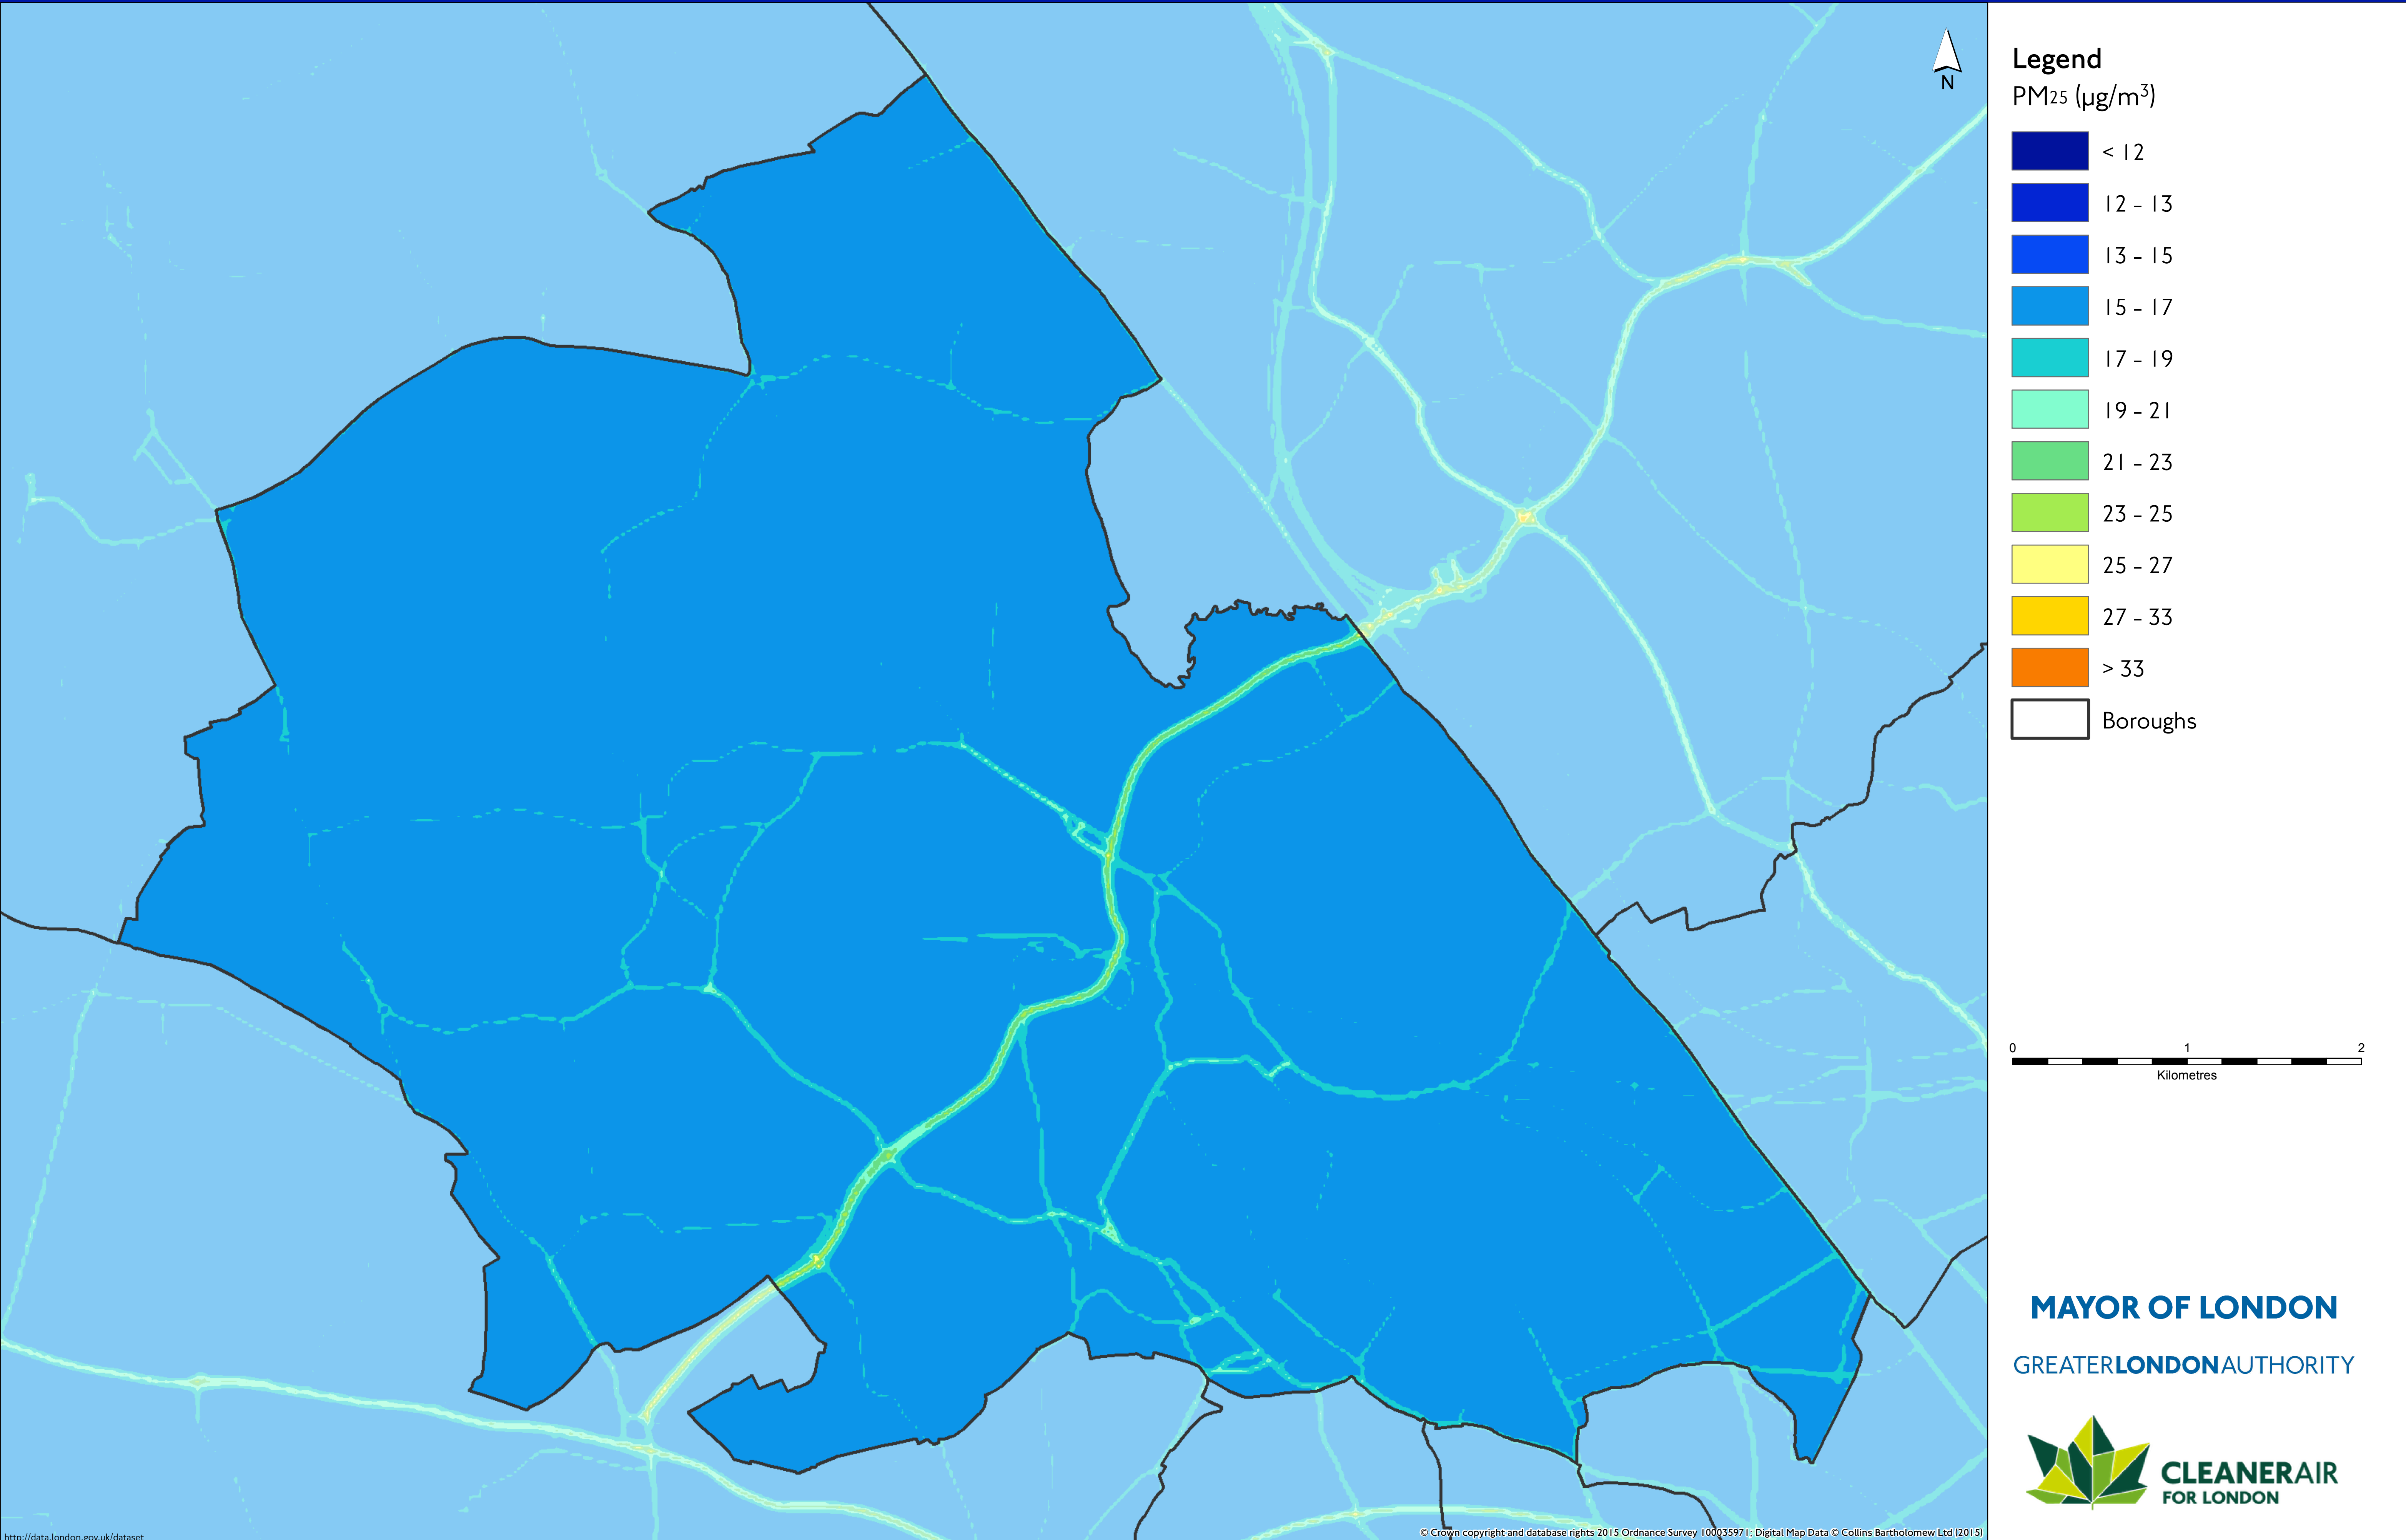 N
Legend
PM25 (μg/m3)
< 12
12 - 13
13 - 15
15 - 17
17 - 19
19 - 21
21 - 23
23 - 25
25 - 27
27 - 33
> 33
Boroughs
0 1 2
Kilometres
MAYOR OF LONDON
GREATERLONDONAUTHORITY
CLEANERAIR
FOR LONDON
http://data.london.gov.uk/dataset
© Crown copyright and database rights 2015 Ordnance Survey 100035971; Digital Map Data © Collins Bartholomew Ltd (2015)